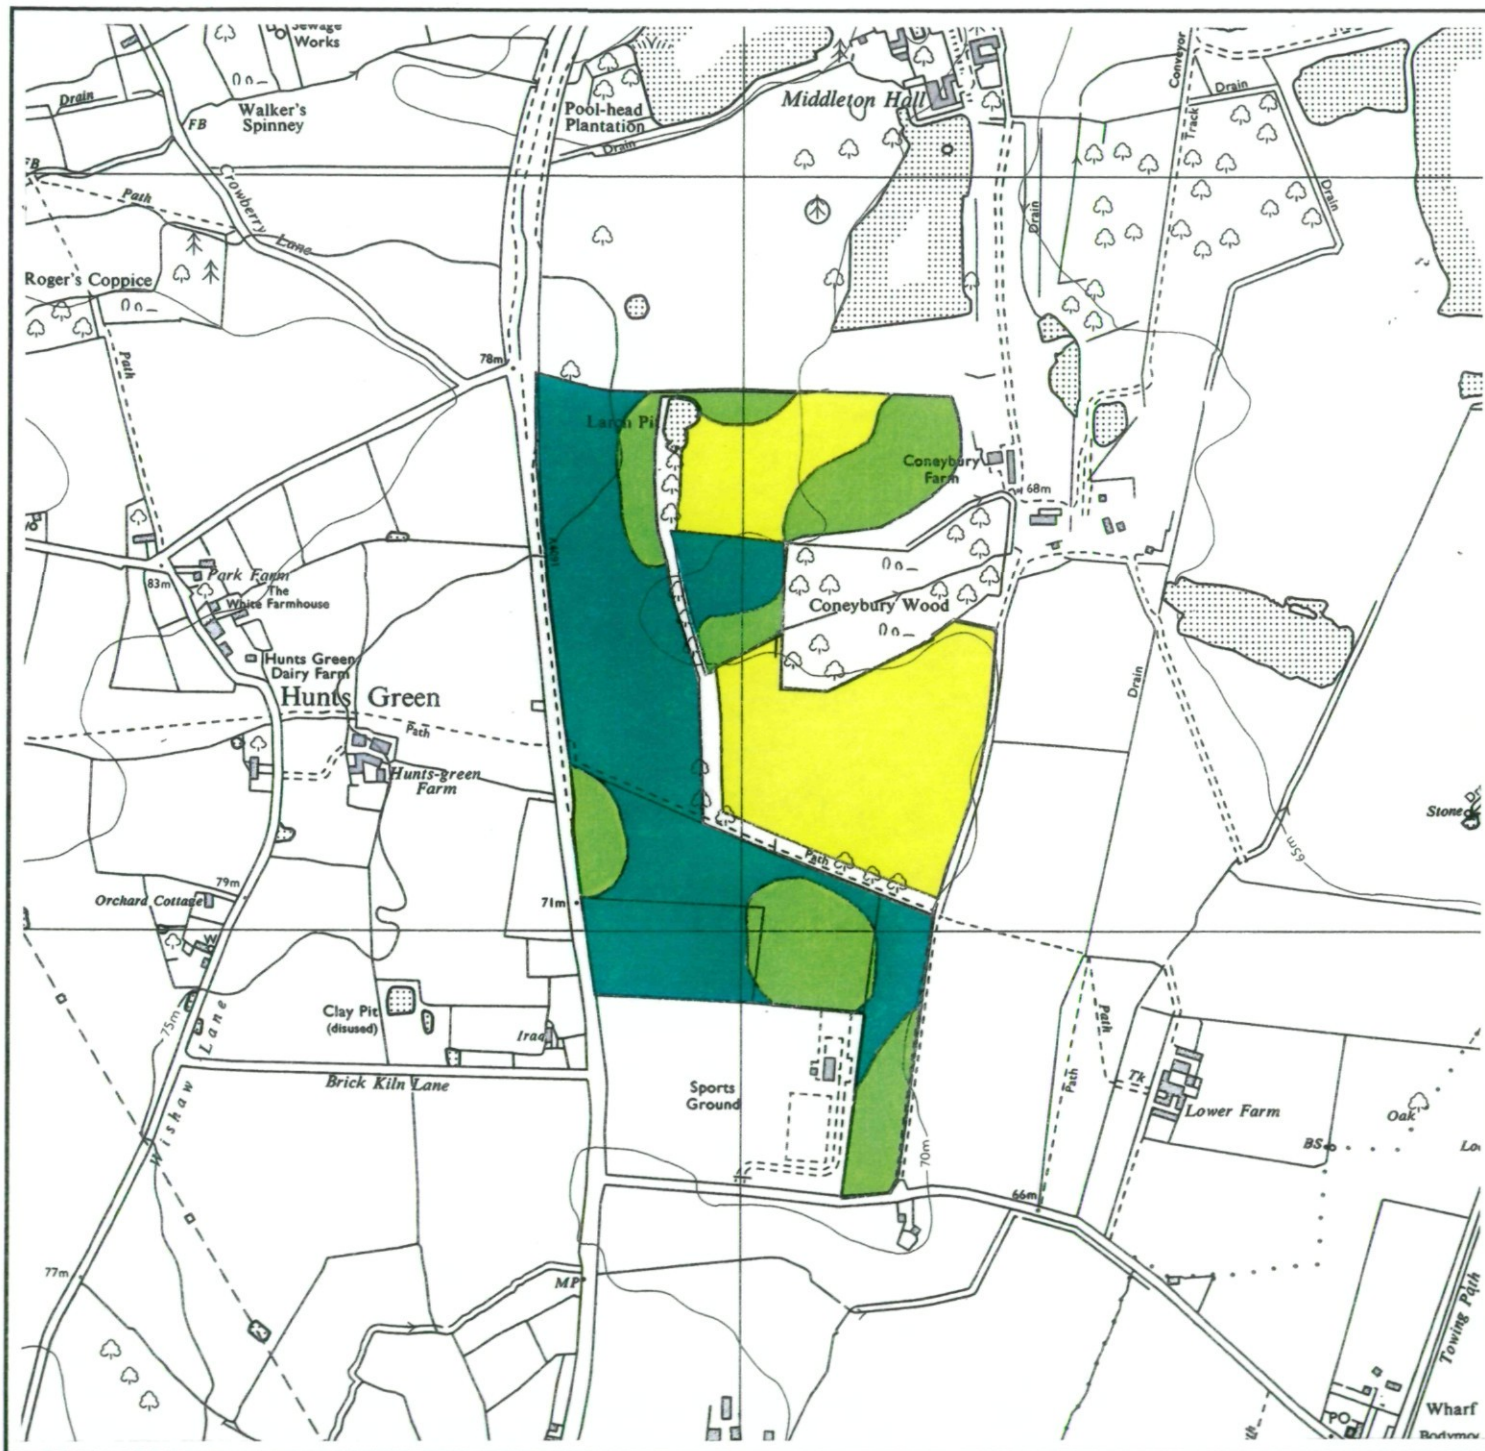 Sewage
Works
Conveyor
Drain
Walker's
Spinney
Pool-head
Plantation
Middleton Hall
Drain
Track
FB
Drain
FB
Path
Crowberry Lane
Drain
Drain
Roger's Coppice
Path
78m
Larch Pit
Coneybury
Farm
68m
A4091
83m
Park Farm
The
White Farmhouse
Coneybury Wood
Hunts Green
Dairy Farm
Hunts Green
Drain
Path
Hunts-green
Farm
Stone
65m
Path
79m
Orchard Cottage
71m
W
Clay Pit
(disused)
Iraq
75m
Path
Wishaw Lane
Brick Kiln Lane
Sports
Ground
Path
Tk
Lower Farm
Oak
BS
70m
66m
77m
MP
Towing Path
PO
Wharf